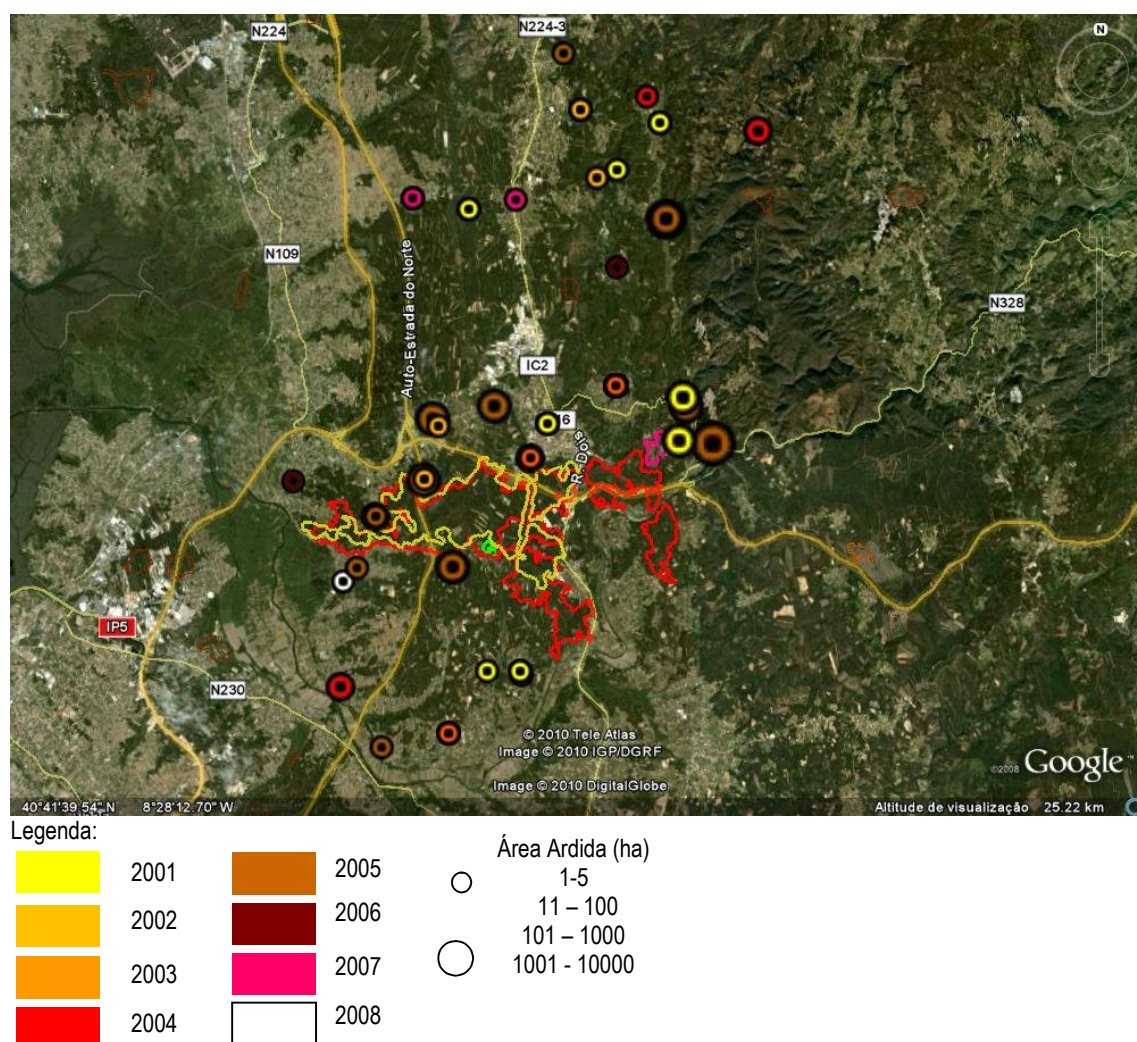 N224
N224-3
N
Auto-Estrada do Norte
N109
N328
IC2
16
R. Dois
IP5
N230
© 2010 Tele Atlas
Image © 2010 IGP/DGRF
Image © 2010 DigitalGlobe
©2008 Google™
40°41'39.54" N 8°28'12.70" W
Altitude de visualização 25.22 km
Legenda:
2001
2002
2003
2004
2005
2006
2007
2008
Área Ardida (ha)
1-5
11 – 100
101 – 1000
1001 - 10000